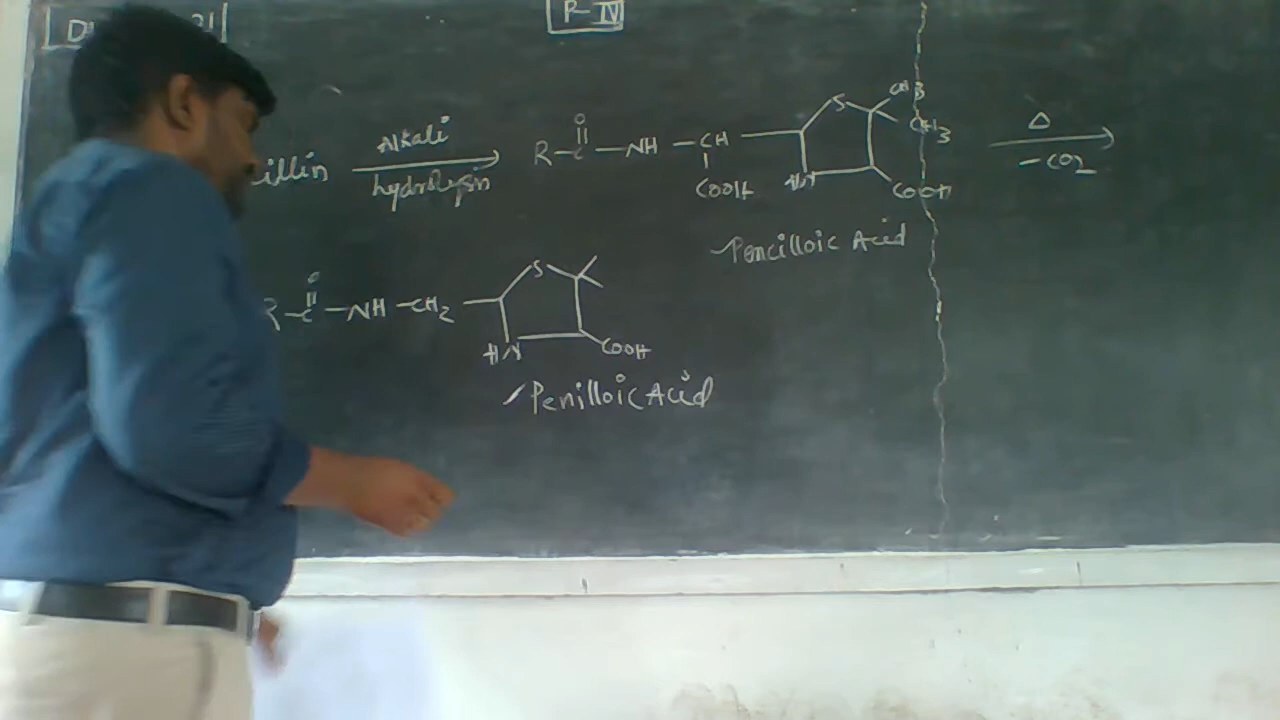 D 21
P-IV
illin Alkali hydrolysis R-C-NH-CH S CH3 CH3 Δ -CO2
O
COOH HN COOH
Pencilloic Acid
O
R-C-NH-CH2 S
HN COOH
Penilloic Acid